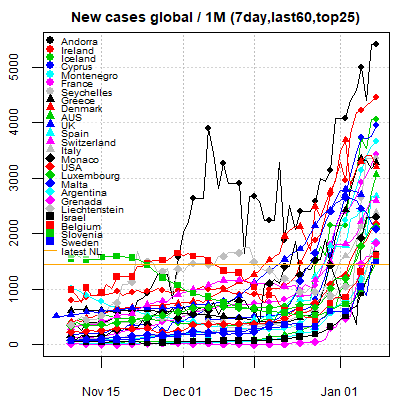 New cases global / 1M (7day,last60,top25)
Andorra
Ireland
Iceland
Cyprus
Montenegro
France
Seychelles
Greece
Denmark
AUS
UK
Spain
Switzerland
Italy
Monaco
USA
Luxembourg
Malta
Argentina
Grenada
Liechtenstein
Israel
Belgium
Slovenia
Sweden
latest NL
5000
4000
3000
2000
1000
0
Nov 15
Dec 01
Dec 15
Jan 01